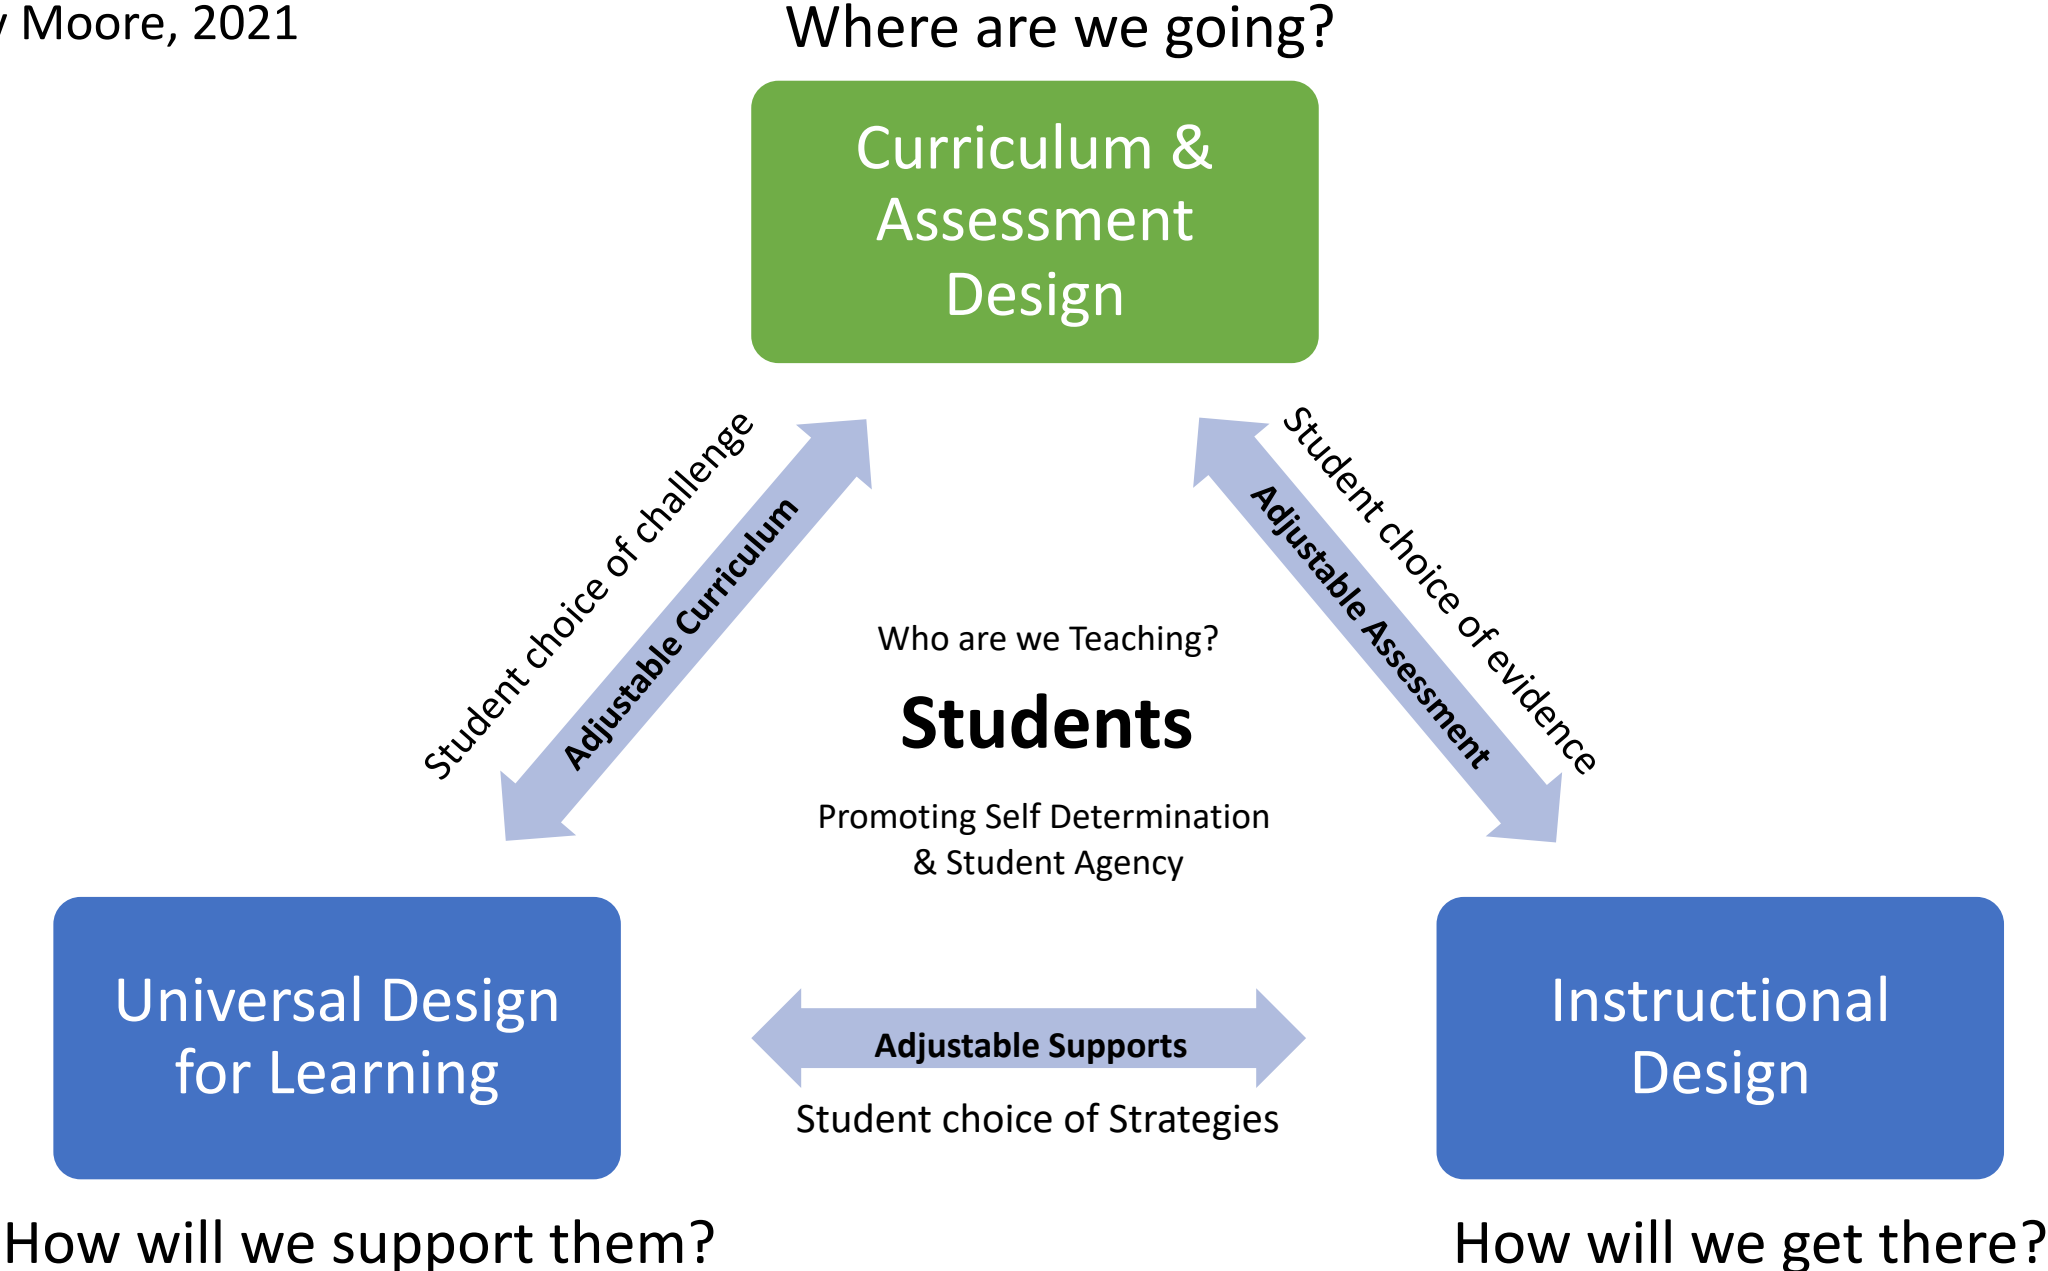 Moore, 2021
Where are we going?
Curriculum &
Assessment
Design
Student choice of challenge
Adjustable Curriculum
Student choice of evidence
Adjustable Assessment
Who are we Teaching?
Students
Promoting Self Determination
& Student Agency
Universal Design
for Learning
Adjustable Supports
Student choice of Strategies
Instructional
Design
How will we support them?
How will we get there?